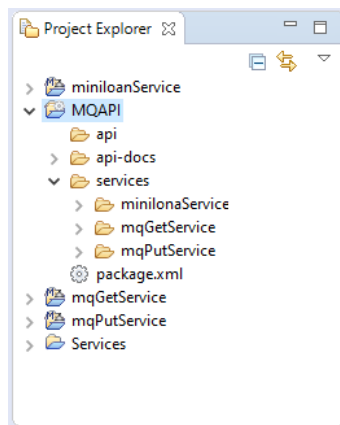 Project Explorer
miniloanService
MQAPI
api
api-docs
services
minilonaService
mqGetService
mqPutService
package.xml
mqGetService
mqPutService
Services